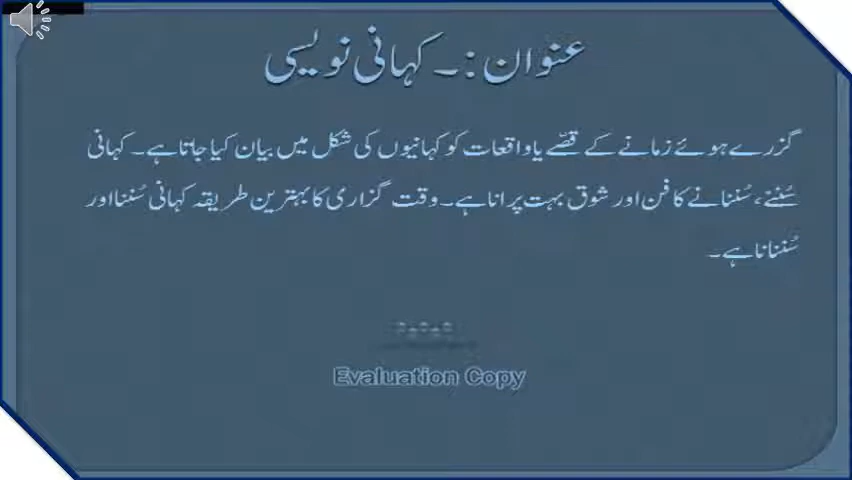 عنوان :۔ کہانی نویسی
گزرے ہوئے زمانے کے قصّے یا واقعات کو کہانیوں کی شکل میں بیان کیا جاتا ہے۔ کہانی
سُننے، سُننانے کا فن اور شوق بہت پرانا ہے۔ وقت گزاری کا بہترین طریقہ کہانی سُننا اور
سُننانا ہے۔
Evaluation Copy